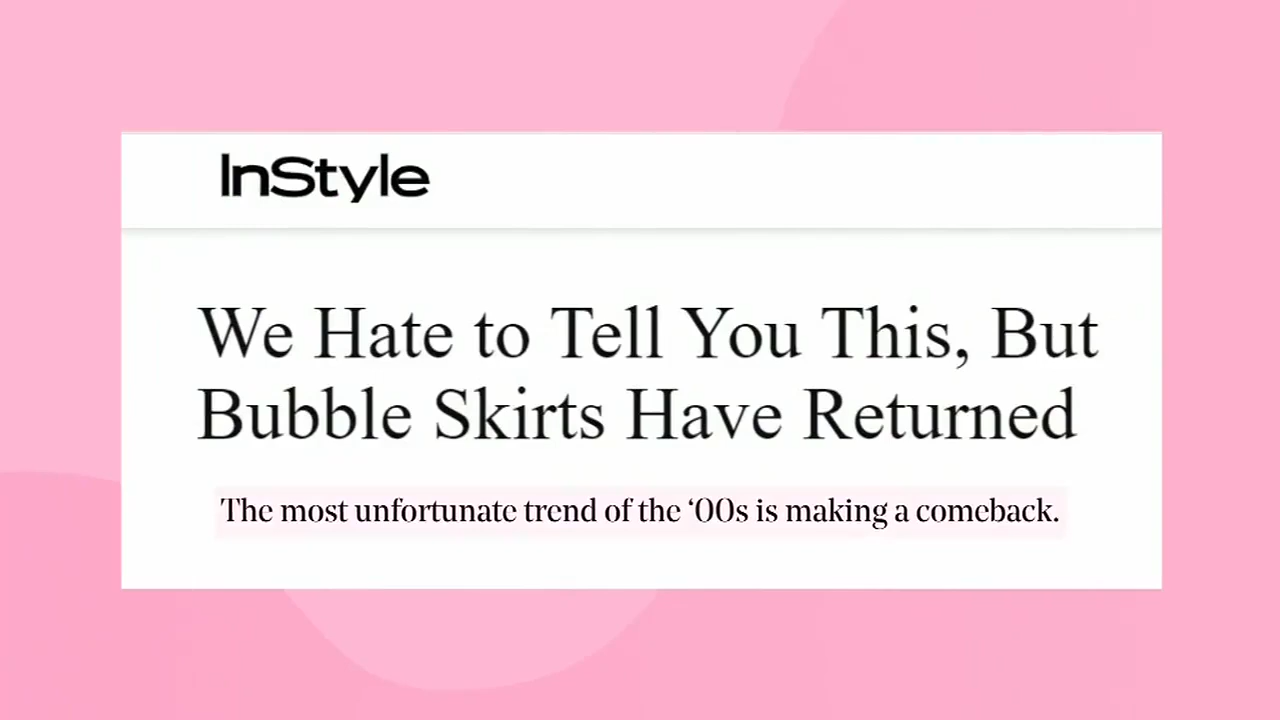 InStyle
We Hate to Tell You This, But
Bubble Skirts Have Returned
The most unfortunate trend of the ‘00s is making a comeback.